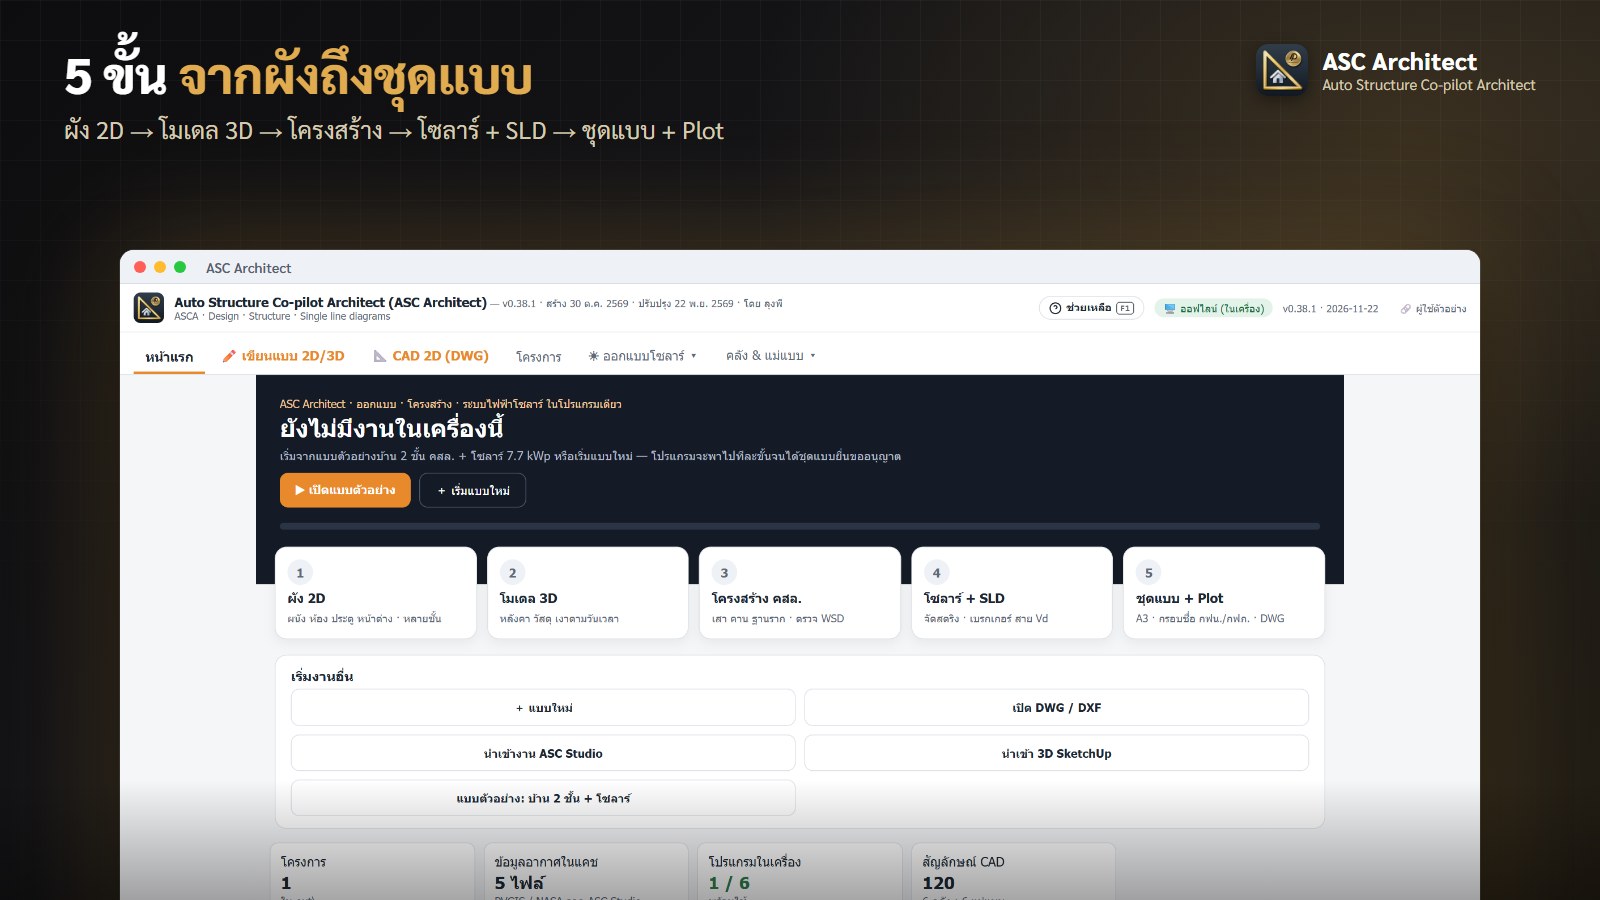 5 ขั้น จากผังถึงชุดแบบ
ผัง 2D → โมเดล 3D → โครงสร้าง → โซลาร์ + SLD → ชุดแบบ + Plot
ASC Architect
Auto Structure Co-pilot Architect
ASC Architect
Auto Structure Co-pilot Architect (ASC Architect) — v0.38.1 · สร้าง 30 ต.ค. 2569 · ปรับปรุง 22 พ.ย. 2569 · โดย ลุงพี
ASCA · Design · Structure · Single line diagrams
ช่วยเหลือ F1
ออฟไลน์ (ในเครื่อง)
v0.38.1 · 2026-11-22
ผู้ใช้ตัวอย่าง
หน้าแรก
เขียนแบบ 2D/3D
CAD 2D (DWG)
โครงการ
☀ ออกแบบโซลาร์ ▾
คลัง & แม่แบบ ▾
ASC Architect · ออกแบบ · โครงสร้าง · ระบบไฟฟ้าโซลาร์ ในโปรแกรมเดียว
ยังไม่มีงานในเครื่องนี้
เริ่มจากแบบตัวอย่างบ้าน 2 ชั้น คสล. + โซลาร์ 7.7 kWp หรือเริ่มแบบใหม่ — โปรแกรมจะพาไปทีละขั้นจนได้ชุดแบบยื่นขออนุญาต
▶ เปิดแบบตัวอย่าง
+ เริ่มแบบใหม่
1
ผัง 2D
ผนัง ห้อง ประตู หน้าต่าง · หลายชั้น
2
โมเดล 3D
หลังคา วัสดุ เงาตามวันเวลา
3
โครงสร้าง คสล.
เสา คาน ฐานราก · ตรวจ WSD
4
โซลาร์ + SLD
จัดสตริง · เบรกเกอร์ สาย Vd
5
ชุดแบบ + Plot
A3 · กรอบชื่อ กฟน./กฟภ. · DWG
เริ่มงานอื่น
+ แบบใหม่
เปิด DWG / DXF
นำเข้างาน ASC Studio
นำเข้า 3D SketchUp
แบบตัวอย่าง: บ้าน 2 ชั้น + โซลาร์
โครงการ
1
ข้อมูลอากาศในแคช
5 ไฟล์
โปรแกรมในเครื่อง
1 / 6
สัญลักษณ์ CAD
120